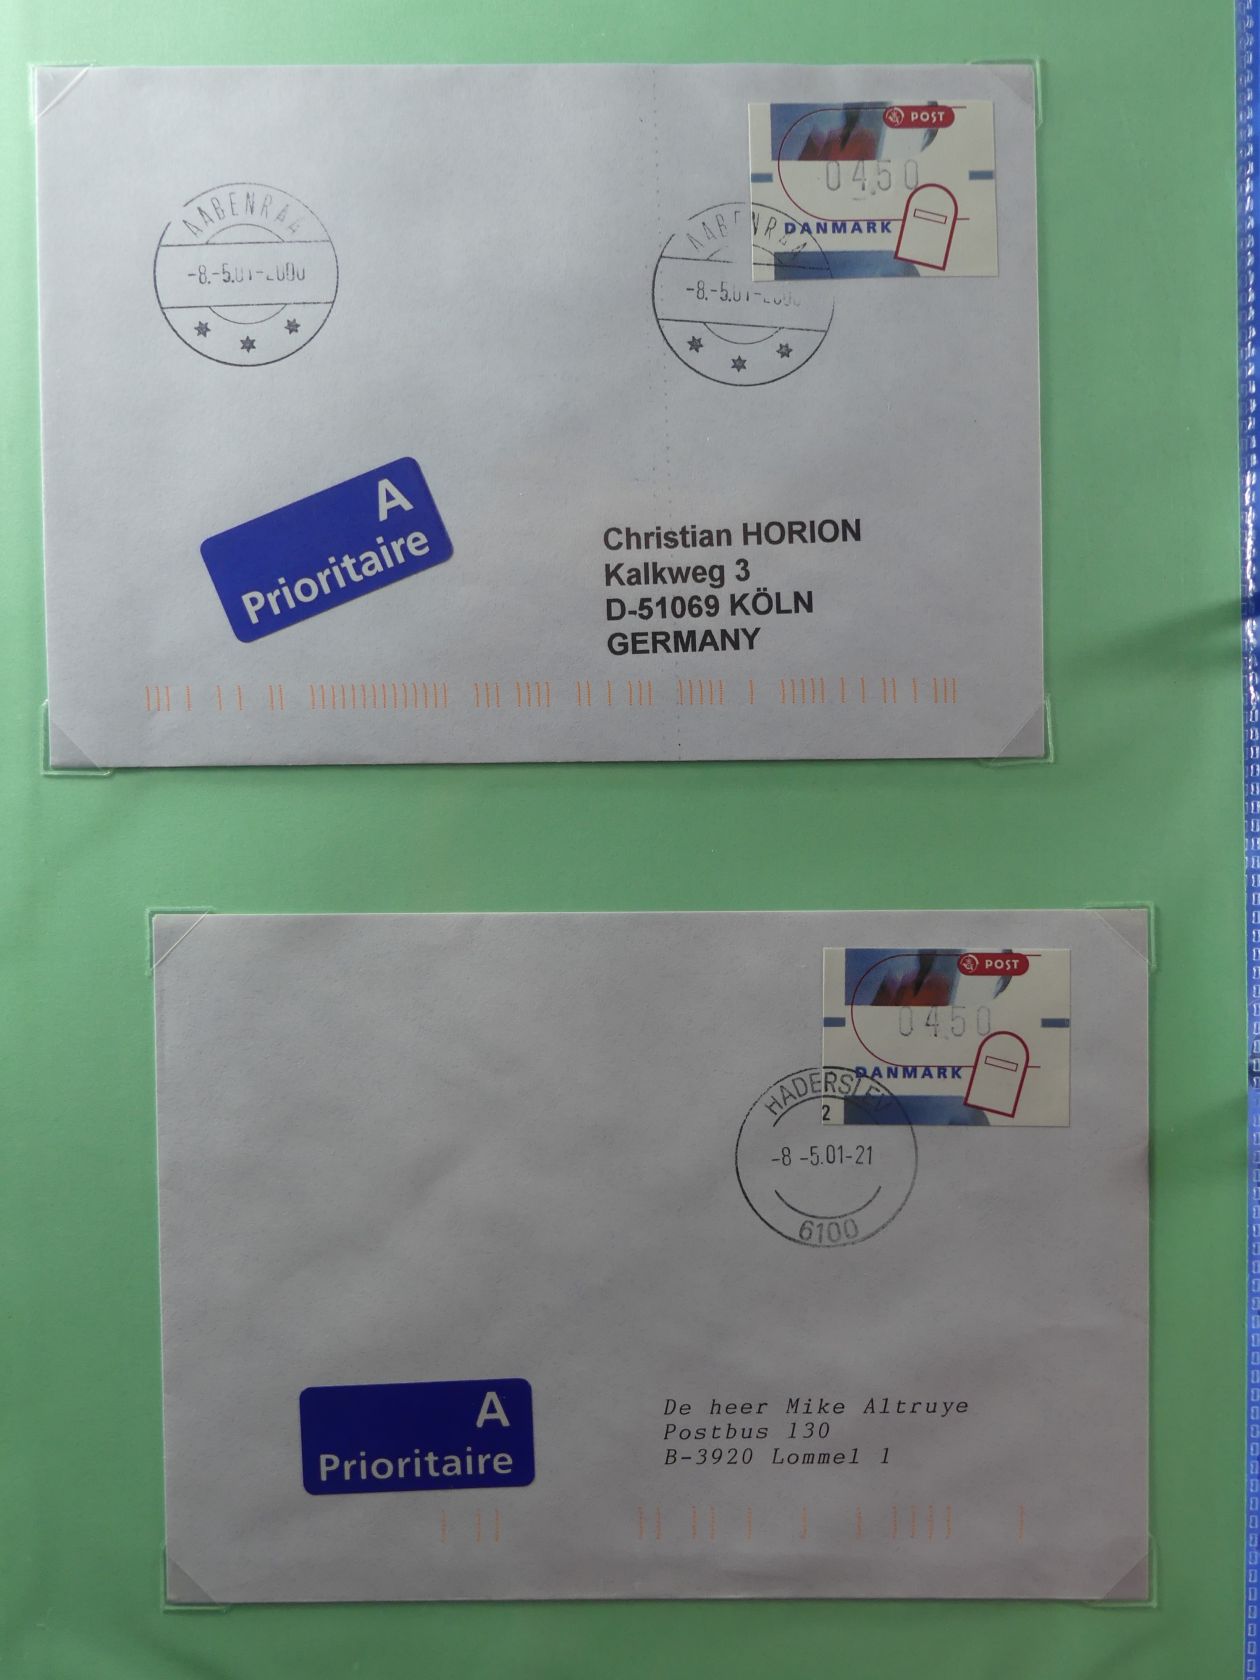 POST
0450
DANMARK
AABENRAA
-8.-5.01-2000
AABENRAA
-8.-5.01-
A
Prioritaire
Christian HORION
Kalkweg 3
D-51069 KÖLN
GERMANY
POST
0450
DANMARK
HADERSLEV
2
-8 -5.01-21
6100
A
Prioritaire
De heer Mike Altruye
Postbus 130
B-3920 Lommel 1